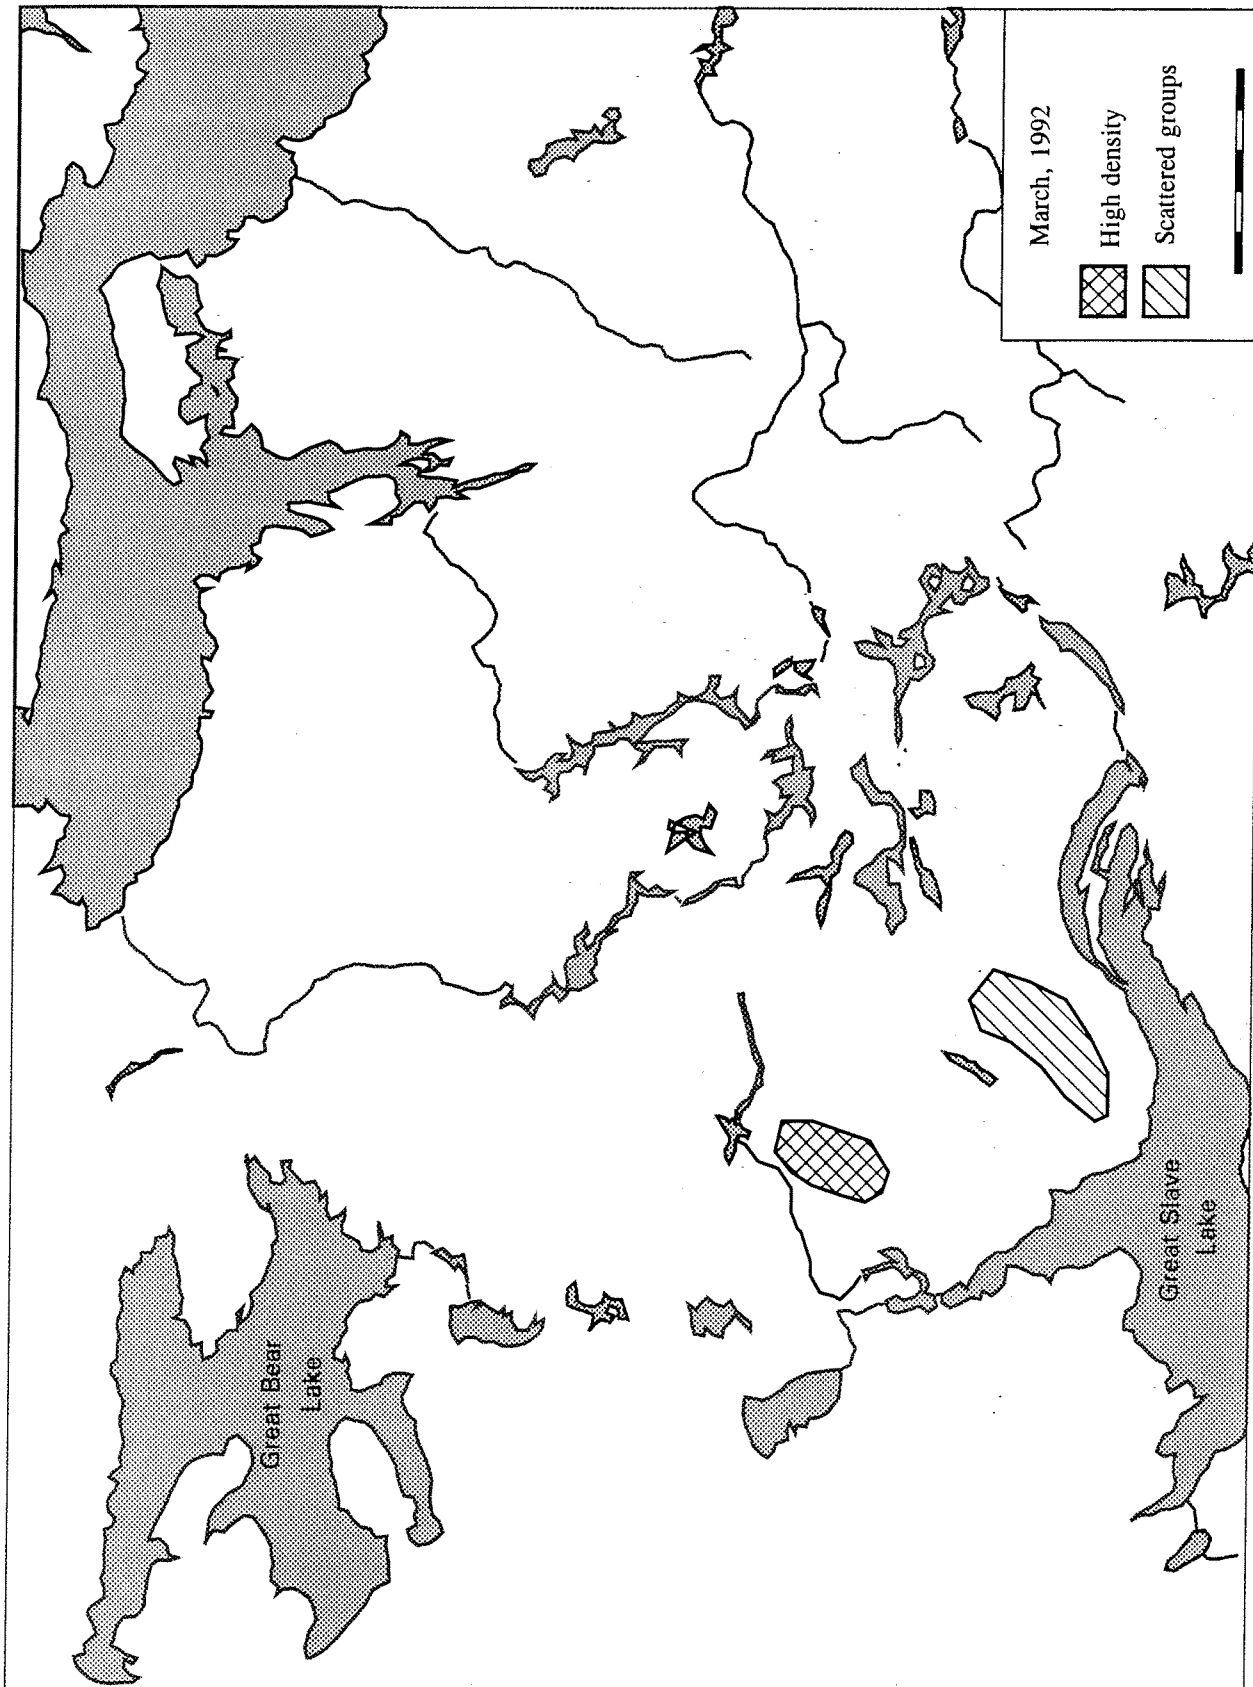 Great Bear
Lake
Great Slave
Lake
March, 1992
High density
Scattered groups